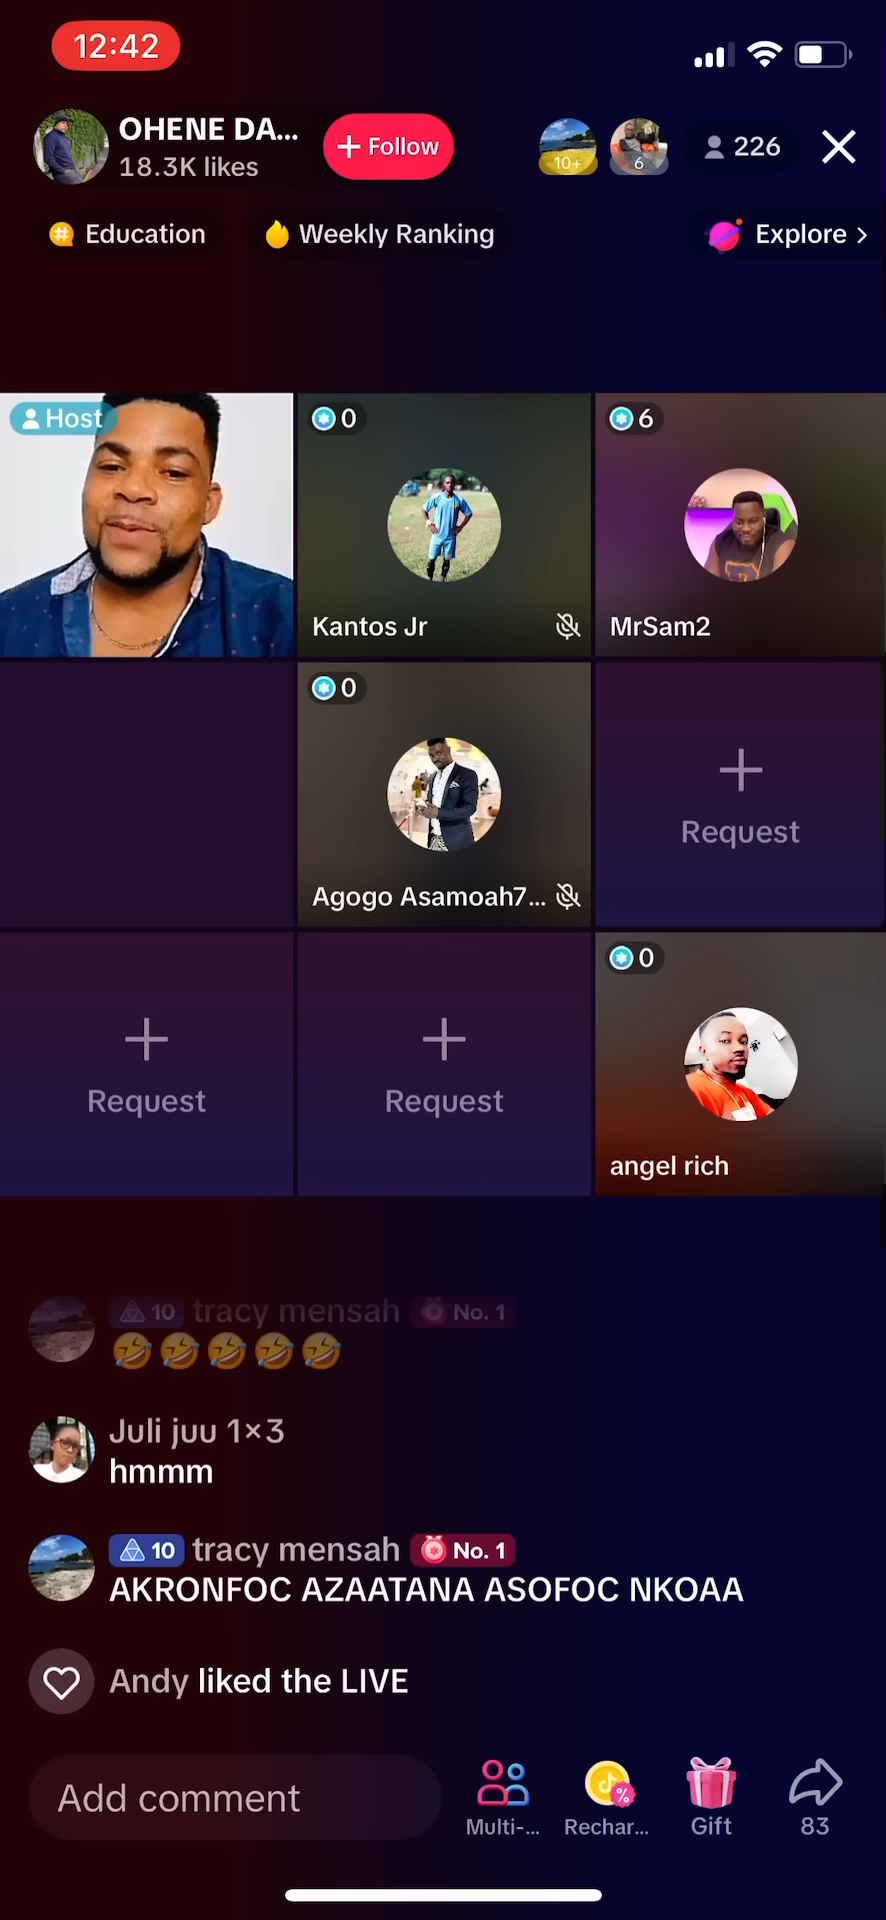 12:42
OHENE DA...
18.3K likes
+ Follow
10+
6
226
Education
Weekly Ranking
Explore >
Host
0
6
Kantos Jr
MrSam2
0
Request
Agogo Asamoah7...
0
Request
Request
angel rich
10 tracy mensah No. 1
🤣🤣🤣🤣🤣
Juli juu 1×3
hmmm
10 tracy mensah No. 1
AKRONFOC AZAATANA ASOFOC NKOAA
Andy liked the LIVE
Add comment
Multi-...
Rechar...
Gift
83